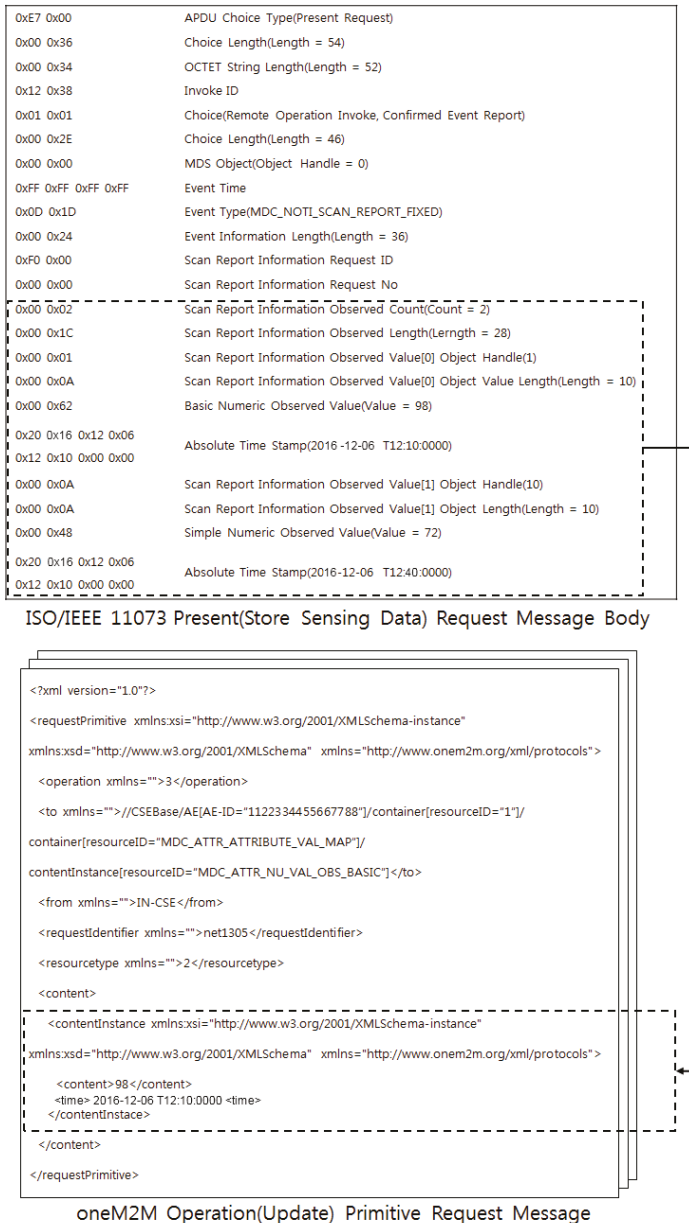 0xE7 0x00 APDU Choice Type(Present Request)
0x00 0x36 Choice Length(Length = 54)
0x00 0x34 OCTET String Length(Length = 52)
0x12 0x38 Invoke ID
0x01 0x01 Choice(Remote Operation Invoke, Confirmed Event Report)
0x00 0x2E Choice Length(Length = 46)
0x00 0x00 MDS Object(Object Handle = 0)
0xFF 0xFF 0xFF 0xFF Event Time
0x0D 0x1D Event Type(MDC_NOTI_SCAN_REPORT_FIXED)
0x00 0x24 Event Information Length(Length = 36)
0xF0 0x00 Scan Report Information Request ID
0x00 0x00 Scan Report Information Request No
0x00 0x02 Scan Report Information Observed Count(Count = 2)
0x00 0x1C Scan Report Information Observed Length(Lerngth = 28)
0x00 0x01 Scan Report Information Observed Value[0] Object Handle(1)
0x00 0x0A Scan Report Information Observed Value[0] Object Value Length(Length = 10)
0x00 0x62 Basic Numeric Observed Value(Value = 98)
0x20 0x16 0x12 0x06
0x12 0x10 0x00 0x00
Absolute Time Stamp(2016 -12-06 T12:10:0000)
0x00 0x0A Scan Report Information Observed Value[1] Object Handle(10)
0x00 0x0A Scan Report Information Observed Value[1] Object Length(Length = 10)
0x00 0x48 Simple Numeric Observed Value(Value = 72)
0x20 0x16 0x12 0x06
0x12 0x10 0x00 0x00
Absolute Time Stamp(2016-12-06 T12:40:0000)
ISO/IEEE 11073 Present(Store Sensing Data) Request Message Body
<?xml version="1.0"?>
<requestPrimitive xmlns:xsi="http://www.w3.org/2001/XMLSchema-instance"
xmlns:xsd="http://www.w3.org/2001/XMLSchema" xmlns="http://www.onem2m.org/xml/protocols">
<operation xmlns="">3</operation>
<to xmlns="">//CSEBase/AE[AE-ID="1122334455667788"]/container[resourceID="1"]/
container[resourceID="MDC_ATTR_ATTRIBUTE_VAL_MAP"]/
contentInstance[resourceID="MDC_ATTR_NU_VAL_OBS_BASIC"]</to>
<from xmlns="">IN-CSE</from>
<requestIdentifier xmlns="">net1305</requestIdentifier>
<resourcetype xmlns="">2</resourcetype>
<content>
<contentInstance xmlns:xsi="http://www.w3.org/2001/XMLSchema-instance"
xmlns:xsd="http://www.w3.org/2001/XMLSchema" xmlns="http://www.onem2m.org/xml/protocols">
<content>98</content>
<time> 2016-12-06 T12:10:0000 <time>
</contentInstace>
</content>
</requestPrimitive>
oneM2M Operation(Update) Primitive Request Message